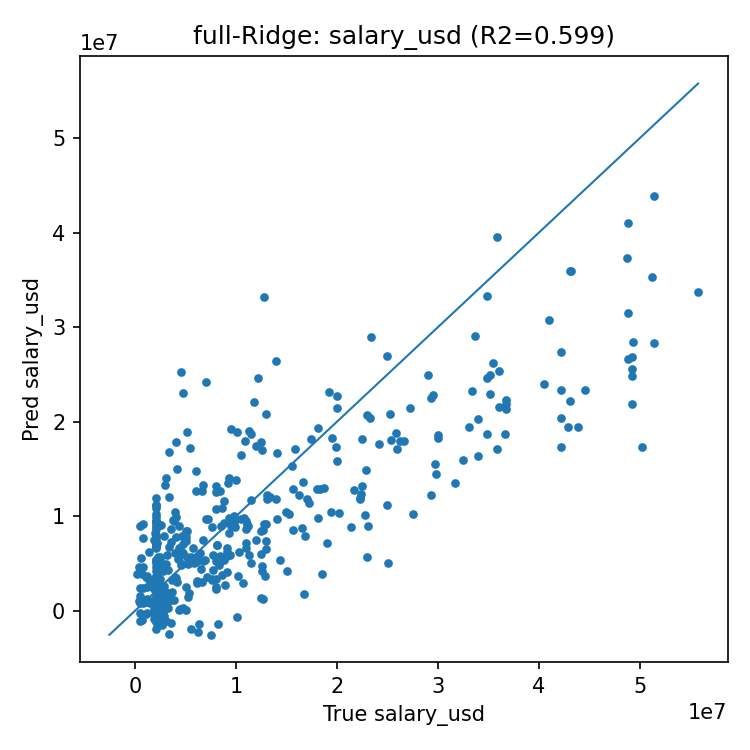 full-Ridge: salary_usd (R2=0.599)
1e7
5
4
3
2
1
0
Pred salary_usd
0 1 2 3 4 5
1e7
True salary_usd